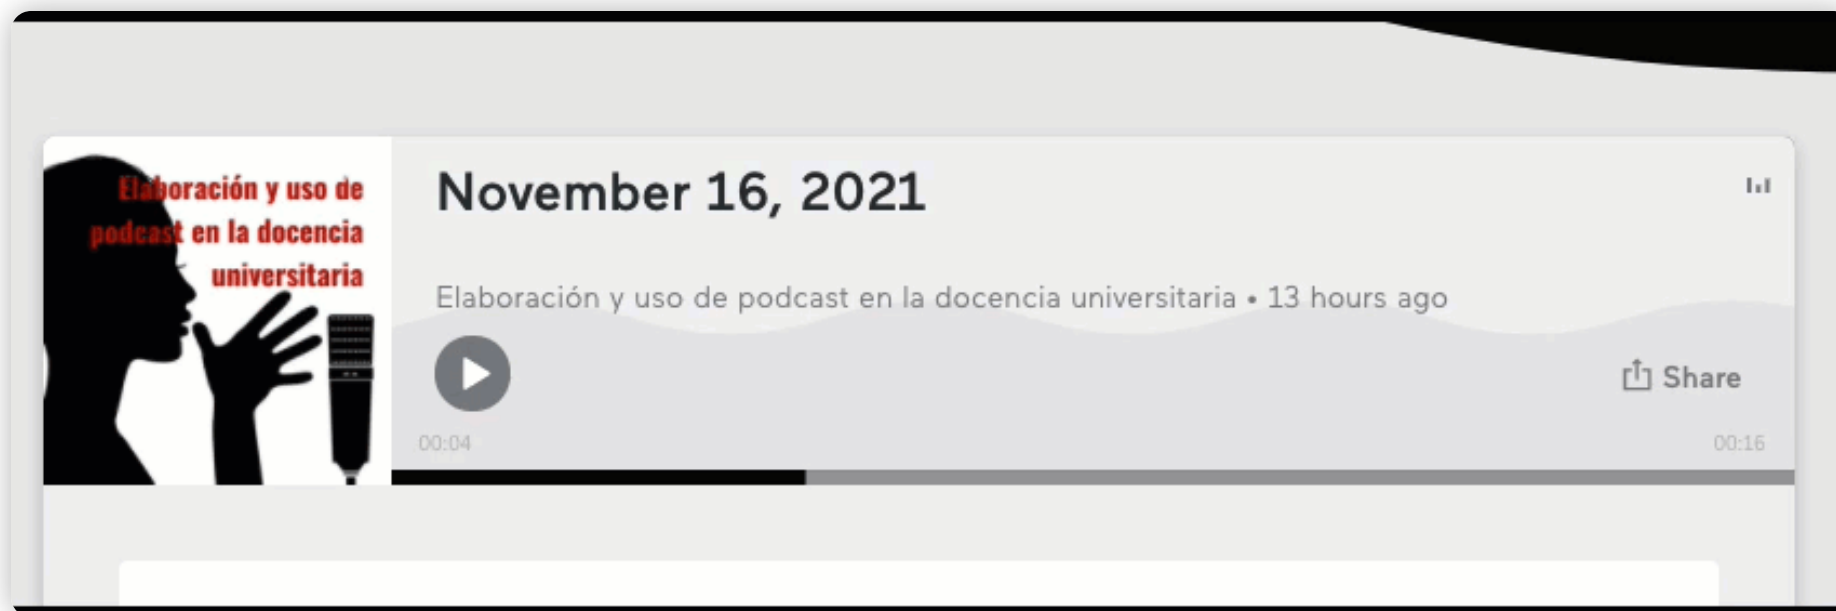 Elaboración y uso de
podcast en la docencia
universitaria
November 16, 2021
Elaboración y uso de podcast en la docencia universitaria • 13 hours ago
Share
00:04
00:16